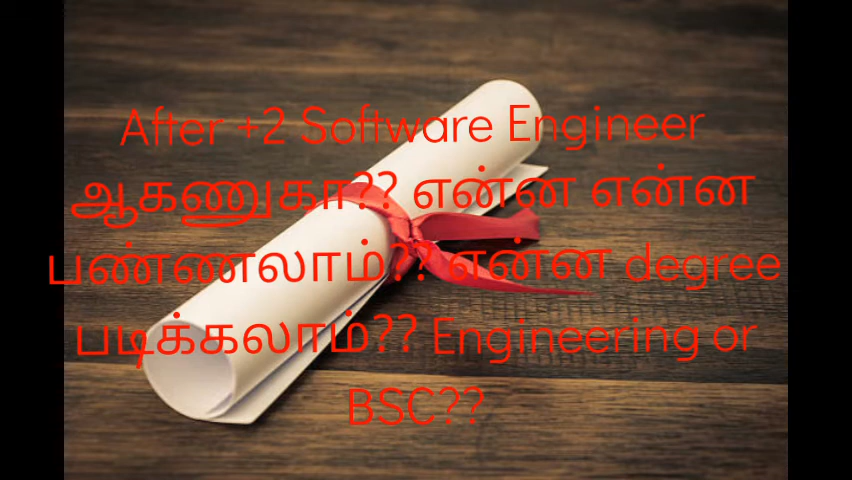 After +2 Software Engineer
ஆகணுகா?? என்ன என்ன
பண்ணலாம்?? என்ன degree
படிக்கலாம்?? Engineering or
BSC??